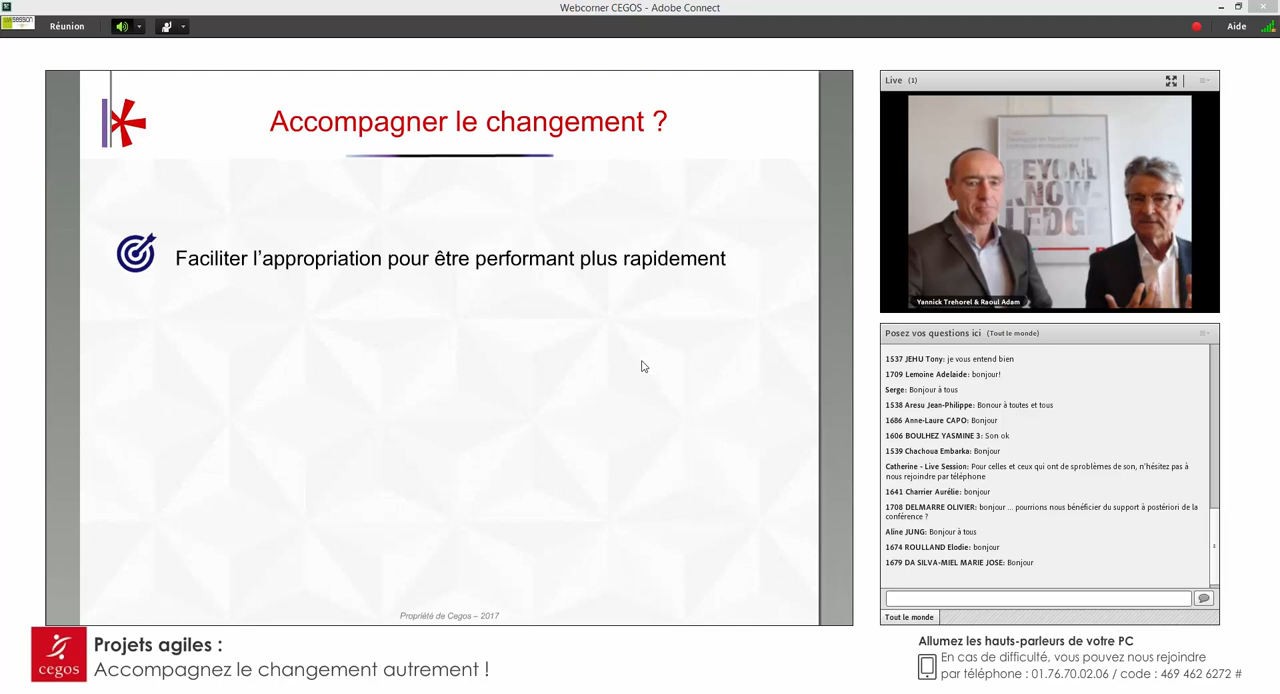 Webcorner CEGOS - Adobe Connect
Réunion
Aide
Accompagner le changement ?
Faciliter l'appropriation pour être performant plus rapidement
Propriété de Cegos – 2017
Live (1)
BEYOND
KNOW-
LEDGE
Yannick Trehorel & Raoul Adam
Posez vos questions ici (Tout le monde)
1537 JEHU Tony: je vous entend bien
1709 Lemoine Adelaide: bonjour!
Serge: Bonjour à tous
1538 Aresu Jean-Philippe: Bonour à toutes et tous
1686 Anne-Laure CAPO: Bonjour
1606 BOULHEZ YASMINE 3: Son ok
1539 Chachoua Embarka: Bonjour
Catherine - Live Session: Pour celles et ceux qui ont de sproblèmes de son, n'hésitez pas à
nous rejoindre par téléphone
1641 Charrier Aurélie: bonjour
1708 DELMARRE OLIVIER: bonjour ... pourrions nous bénéficier du support à postériori de la
conférence ?
Aline JUNG: Bonjour à tous
1674 ROULLAND Elodie: bonjour
1679 DA SILVA-MIEL MARIE JOSE: Bonjour
Tout le monde
cegos
Projets agiles :
Accompagnez le changement autrement !
Allumez les hauts-parleurs de votre PC
En cas de difficulté, vous pouvez nous rejoindre
par téléphone : 01.76.70.02.06 / code : 469 462 6272 #